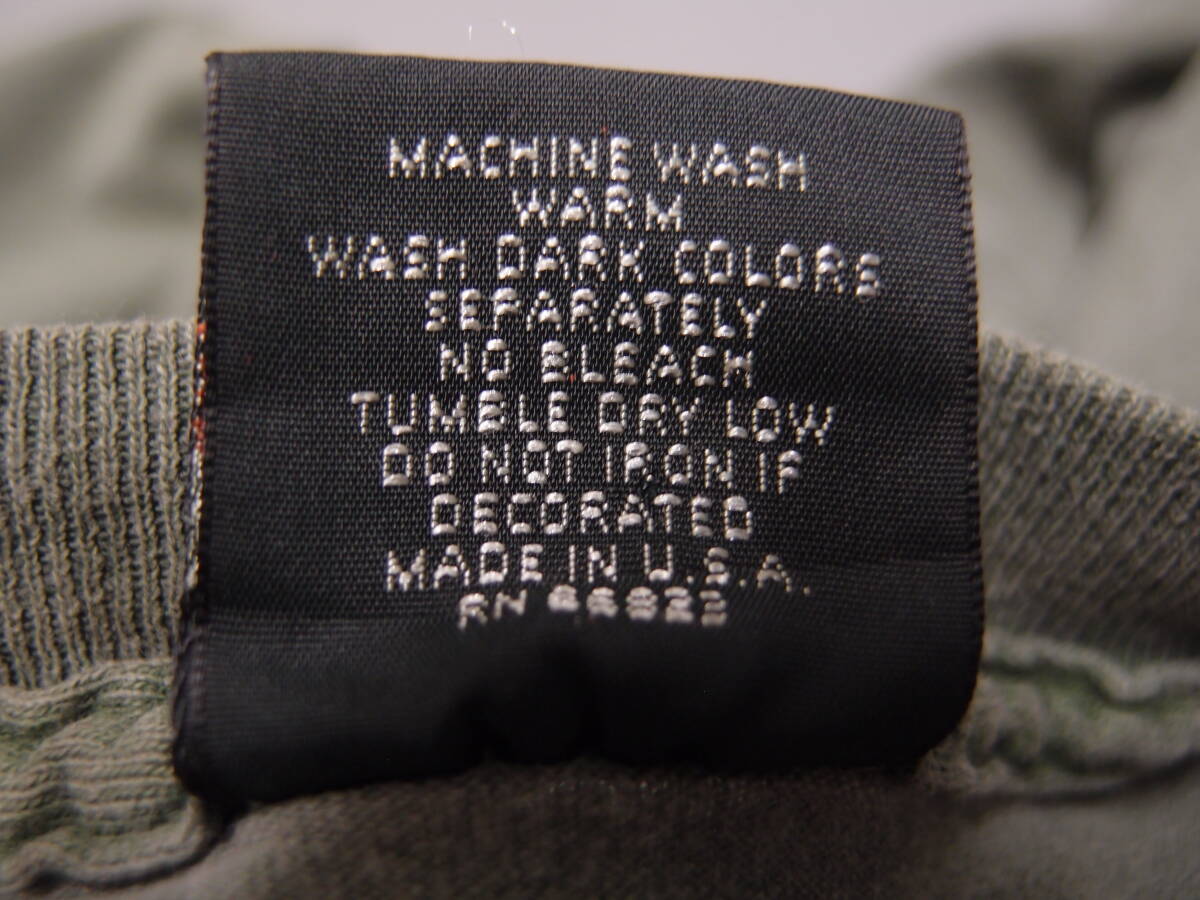 MACHINE WASH
WARM
WASH DARK COLORS
SEPARATELY
NO BLEACH
TUMBLE DRY LOW
DO NOT IRON IF
DECORATED
MADE IN U.S.A.
RN